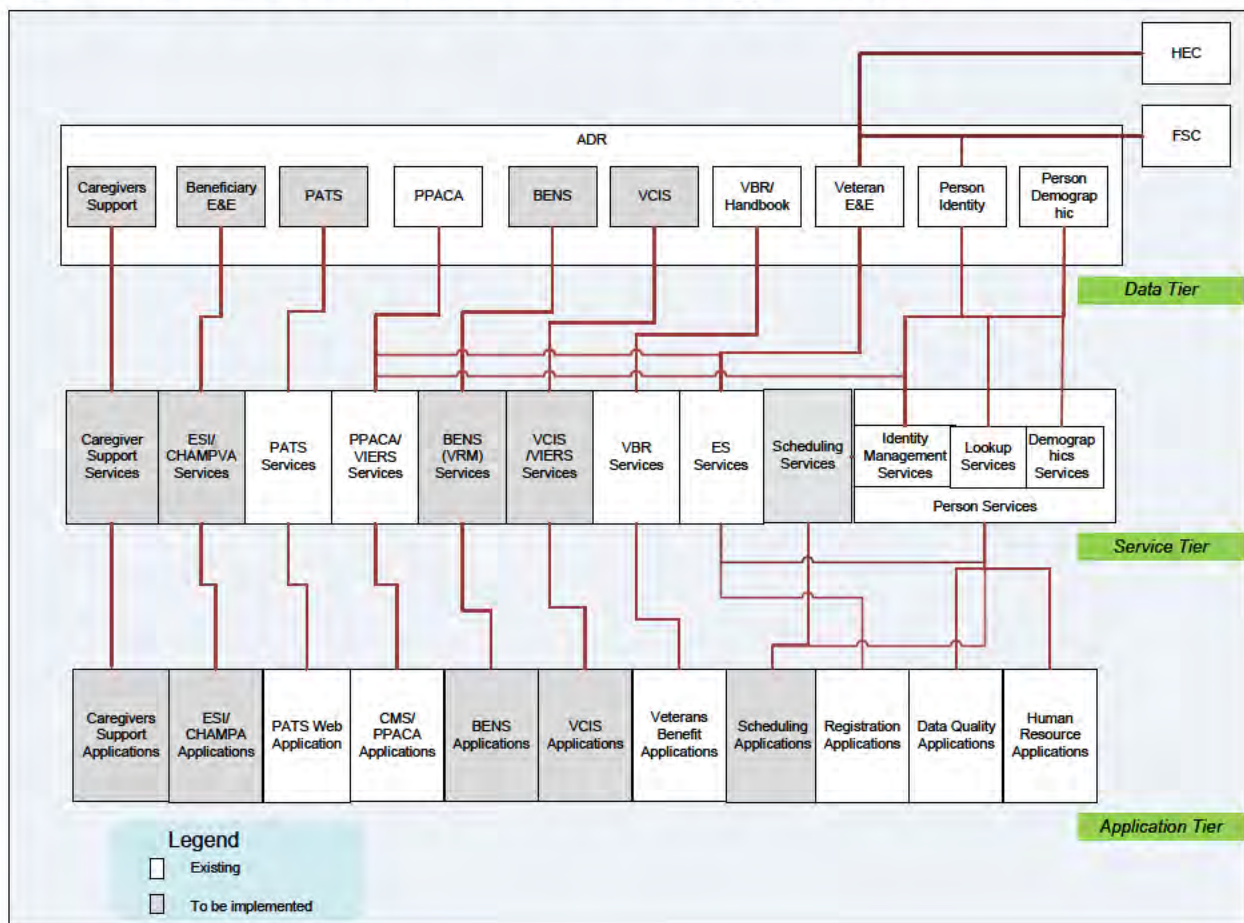 HEC
FSC
ADR
Caregivers
Support
Beneficiary
E&E
PATS
PPACA
BENS
VCIS
VBR/
Handbook
Veteran
E&E
Person
Identity
Person
Demograp
hic
Data Tier
Caregiver
Support
Services
ESI/
CHAMPVA
Services
PATS
Services
PPACA/
VIERS
Services
BENS
(VRM)
Services
VCIS
/VIERS
Services
VBR
Services
ES
Services
Scheduling
Services
Identity
Management
Services
Lookup
Services
Demograp
hics
Services
Person Services
Service Tier
Caregivers
Support
Applications
ESI/
CHAMPA
Applications
PATS Web
Application
CMS/
PPACA
Applications
BENS
Applications
VCIS
Applications
Veterans
Benefit
Applications
Scheduling
Applications
Registration
Applications
Data Quality
Applications
Human
Resource
Applications
Application Tier
Legend
Existing
To be implemented